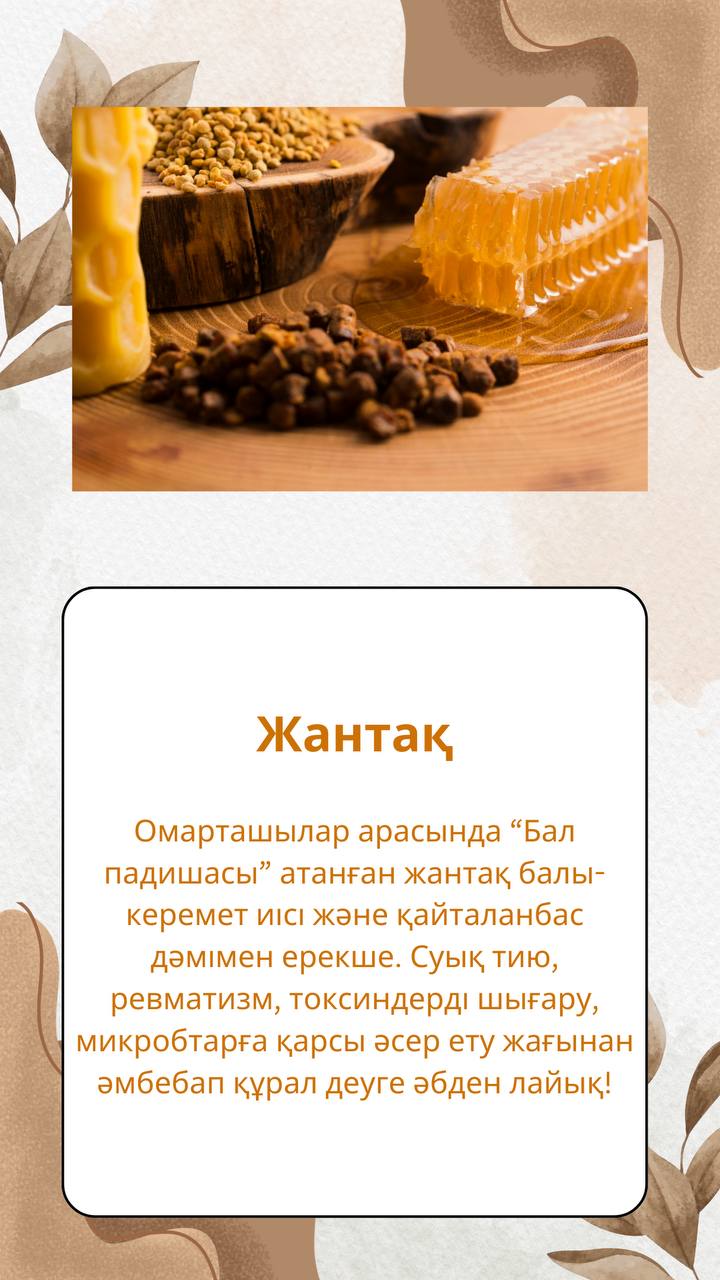 Жантақ
Омарташылар арасында “Бал
падишасы” атанған жантақ балы-
керемет иісі және қайталанбас
дәмімен ерекше. Суық тию,
ревматизм, токсиндерді шығару,
микробтарға қарсы әсер ету жағынан
әмбебап құрал деуге әбден лайық!